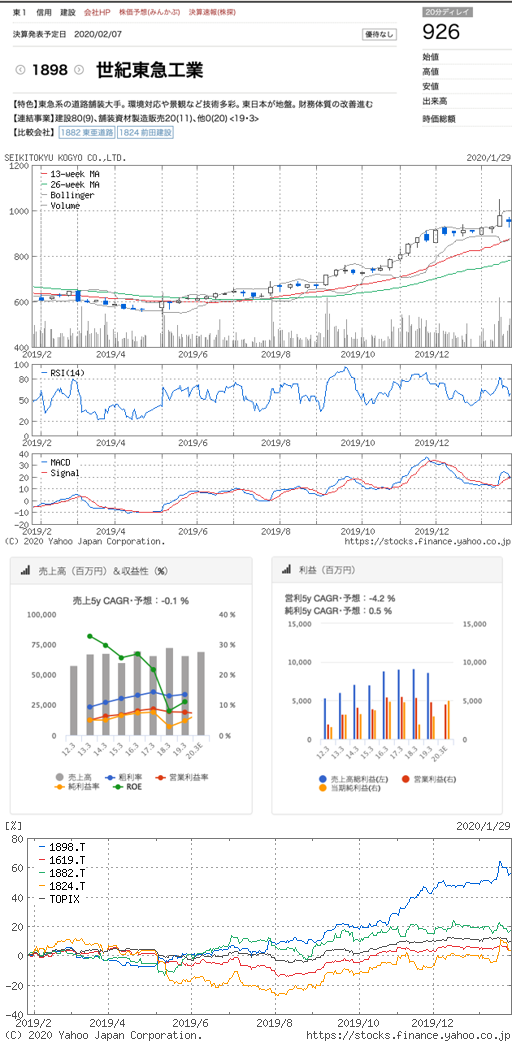 東1 信用 建設 会社HP 株価予想(みんかぶ) 決算速報(株探)
決算発表予定日 2020/02/07
優待なし
20分ディレイ
926
始値
高値
安値
出来高
時価総額
1898 世紀東急工業
【特色】東急系の道路舗装大手。環境対応や景観など技術多彩。東日本が地盤。財務体質の改善進む
【連結事業】建設80(9)、舗装資材製造販売20(11)、他0(20) <19・3>
【比較会社】 1882 東亜道路 1824 前田建設
SEIKITOKYU KOGYO CO.,LTD. 2020/1/29
1200
13-week MA
26-week MA
Bollinger
Volume
1000
800
600
400
2019/2 2019/4 2019/6 2019/8 2019/10 2019/12
100
RSI(14)
80
60
40
20
0
2019/2 2019/4 2019/6 2019/8 2019/10 2019/12
40
MACD
30
Signal
20
10
0
-10
-20
2019/2 2019/4 2019/6 2019/8 2019/10 2019/12
(C) 2020 Yahoo Japan Corporation. https://stocks.finance.yahoo.co.jp
売上高（百万円）＆収益性（%）
売上5y CAGR・予想：-0.1 %
100,000 40 %
75,000 30 %
50,000 20 %
25,000 10 %
0 0 %
12.3 13.3 14.3 15.3 16.3 17.3 18.3 19.3 20.3E
売上高 粗利率 営業利益率
純利益率 ROE
利益（百万円）
営利5y CAGR・予想：-4.2 %
純利5y CAGR・予想：0.5 %
15,000 15,000
10,000 10,000
5,000 5,000
0 0
12.3 13.3 14.3 15.3 16.3 17.3 18.3 19.3 20.3E
売上高総利益(左) 営業利益(右)
当期純利益(右)
[%] 2020/1/29
80
1898.T
1619.T
60
1882.T
1824.T
TOPIX
40
20
0
-20
-40
2019/2 2019/4 2019/6 2019/8 2019/10 2019/12
(C) 2020 Yahoo Japan Corporation. https://stocks.finance.yahoo.co.jp